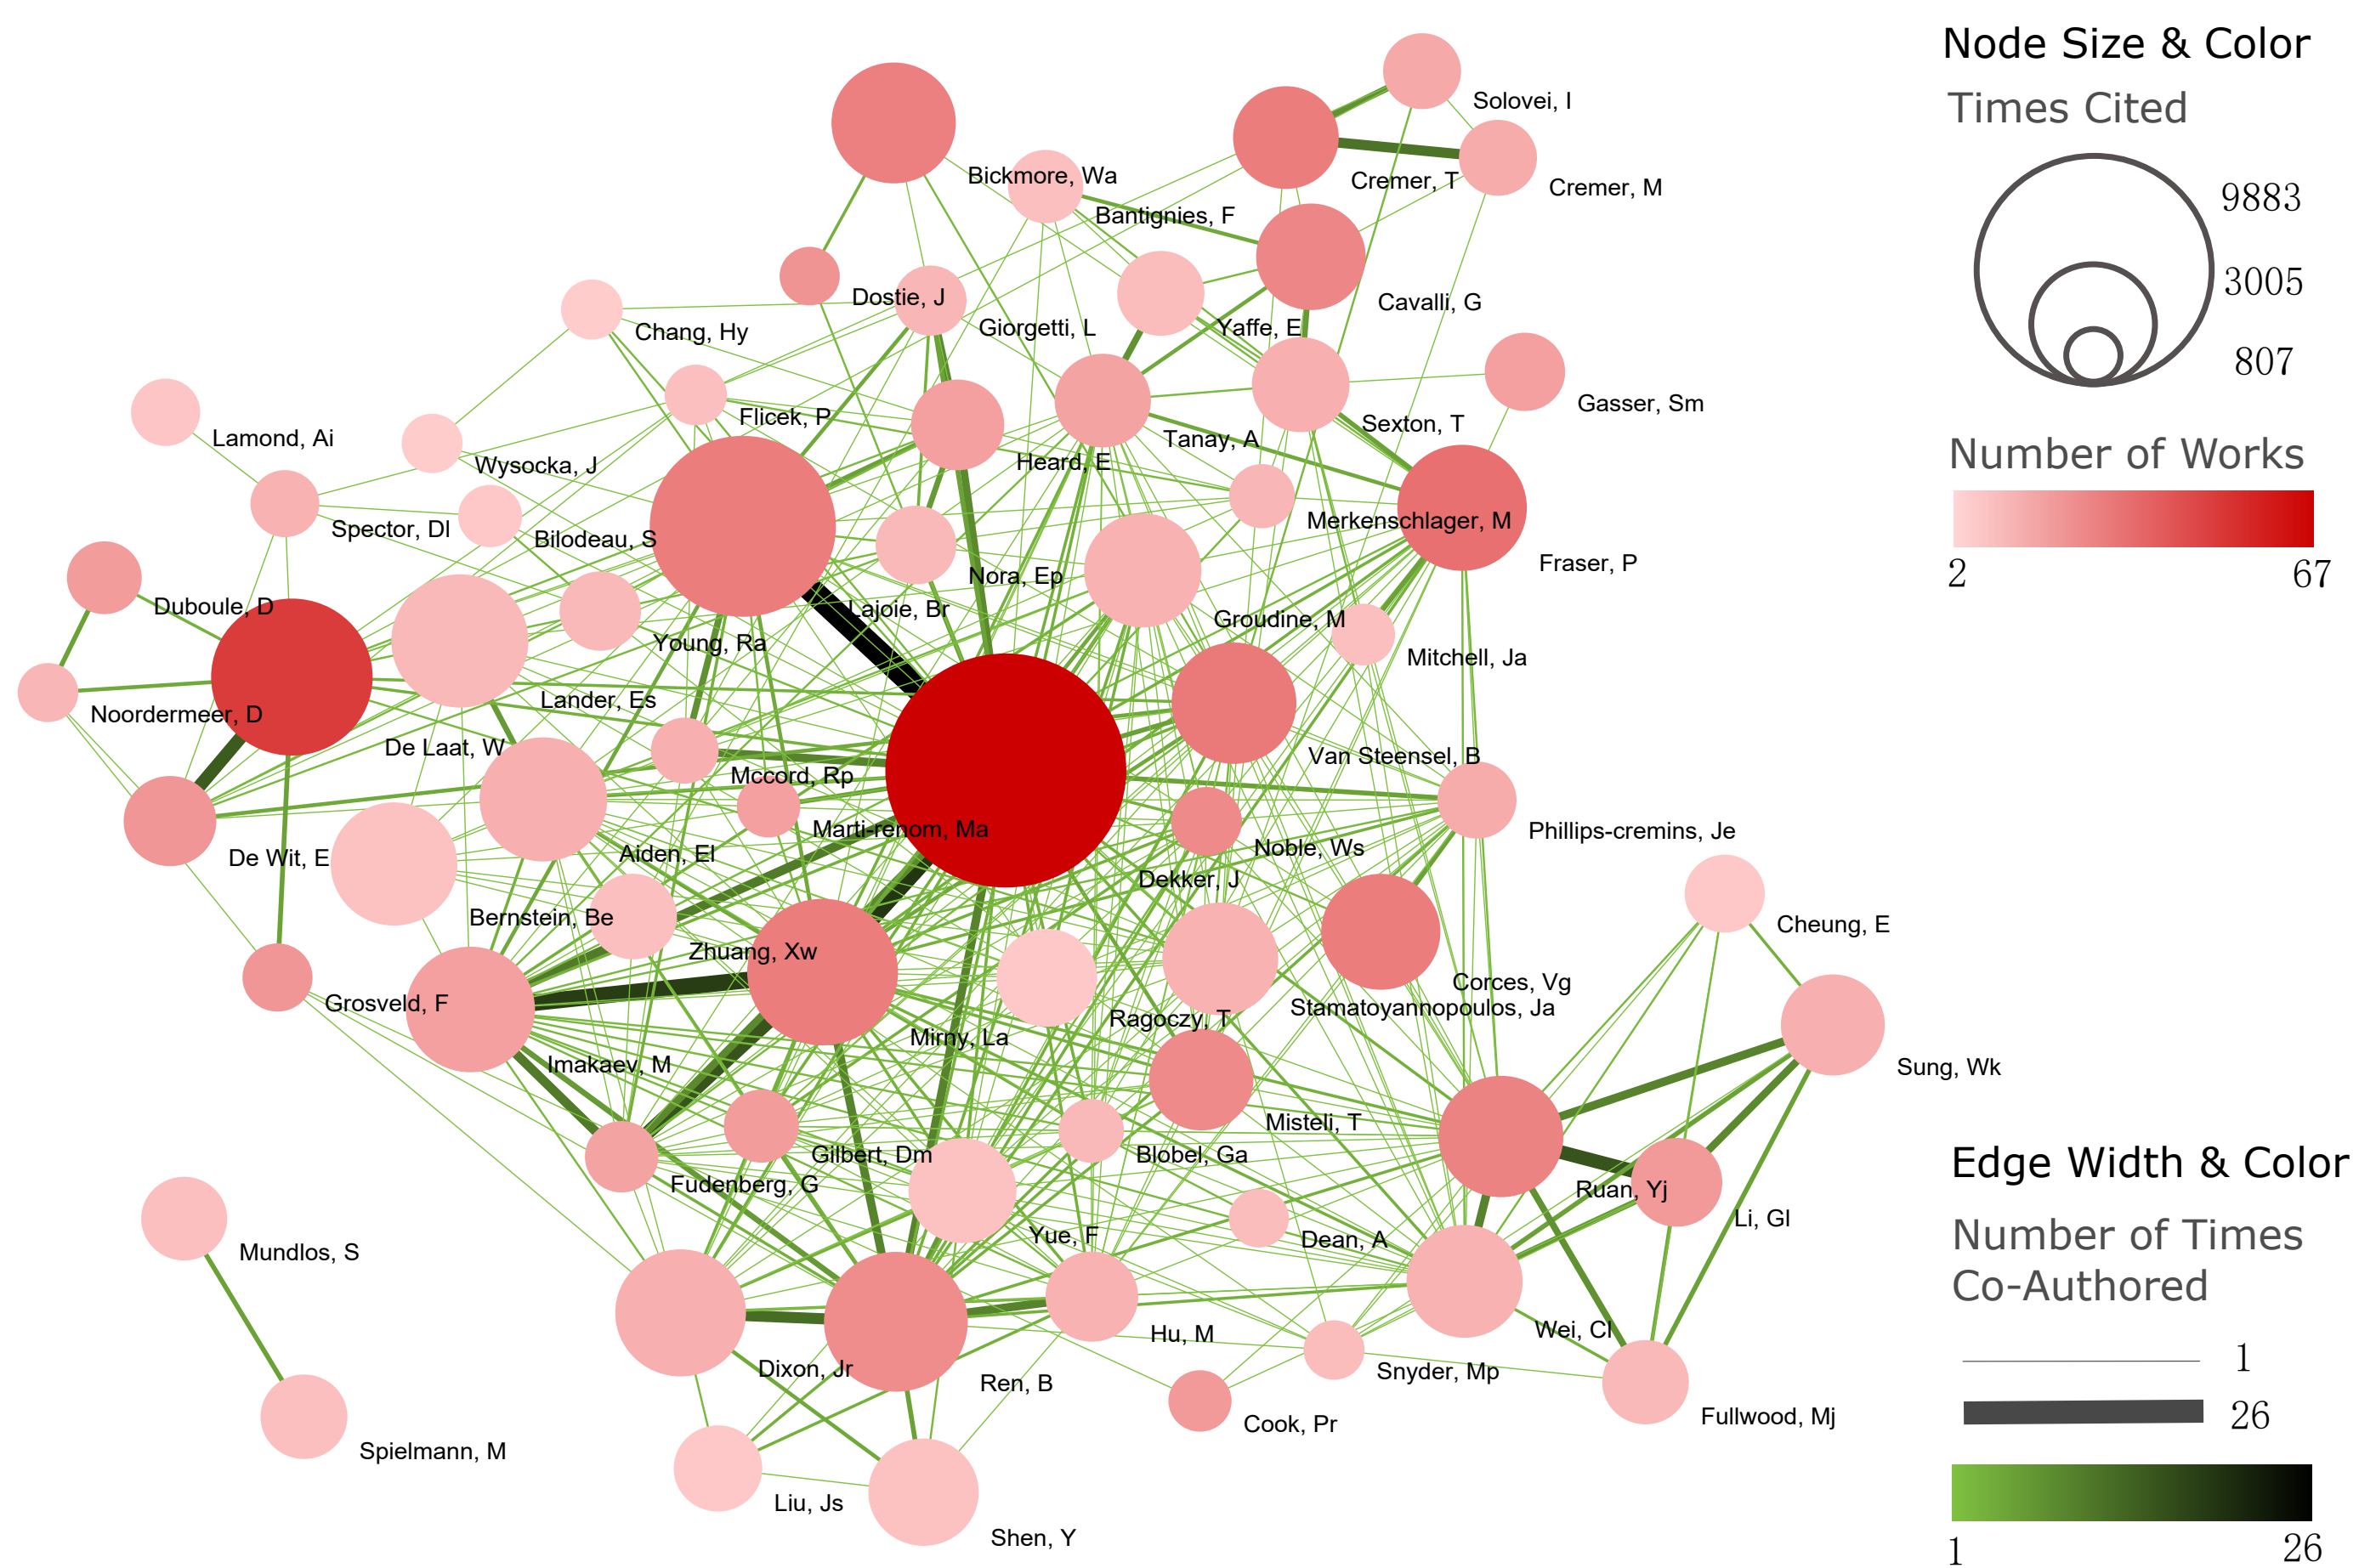 Node Size & Color
Times Cited
9883
3005
807
Number of Works
2
67
Edge Width & Color
Number of Times
Co-Authored
1
26
1
26
Solovei, I
Bickmore, Wa
Cremer, T
Cremer, M
Bantignies, F
Dostie, J
Giorgetti, L
Cavalli, G
Yaffe, E
Chang, Hy
Gasser, Sm
Flicek, P
Sexton, T
Lamond, Ai
Tanay, A
Wysocka, J
Heard, E
Merkenschlager, M
Spector, Dl
Bilodeau, S
Fraser, P
Nora, Ep
Duboule, D
Lajoie, Br
Groudine, M
Young, Ra
Mitchell, Ja
Lander, Es
Noordermeer, D
De Laat, W
Van Steensel, B
Mccord, Rp
Marti-renom, Ma
Phillips-cremins, Je
Noble, Ws
De Wit, E
Aiden, El
Dekker, J
Bernstein, Be
Cheung, E
Zhuang, Xw
Corces, Vg
Grosveld, F
Stamatoyannopoulos, Ja
Ragoczy, T
Mirny, La
Imakaev, M
Sung, Wk
Misteli, T
Gilbert, Dm
Blobel, Ga
Fudenberg, G
Ruan, Yj
Li, Gl
Yue, F
Dean, A
Mundlos, S
Hu, M
Wei, Cl
Dixon, Jr
Snyder, Mp
Ren, B
Fullwood, Mj
Cook, Pr
Spielmann, M
Liu, Js
Shen, Y